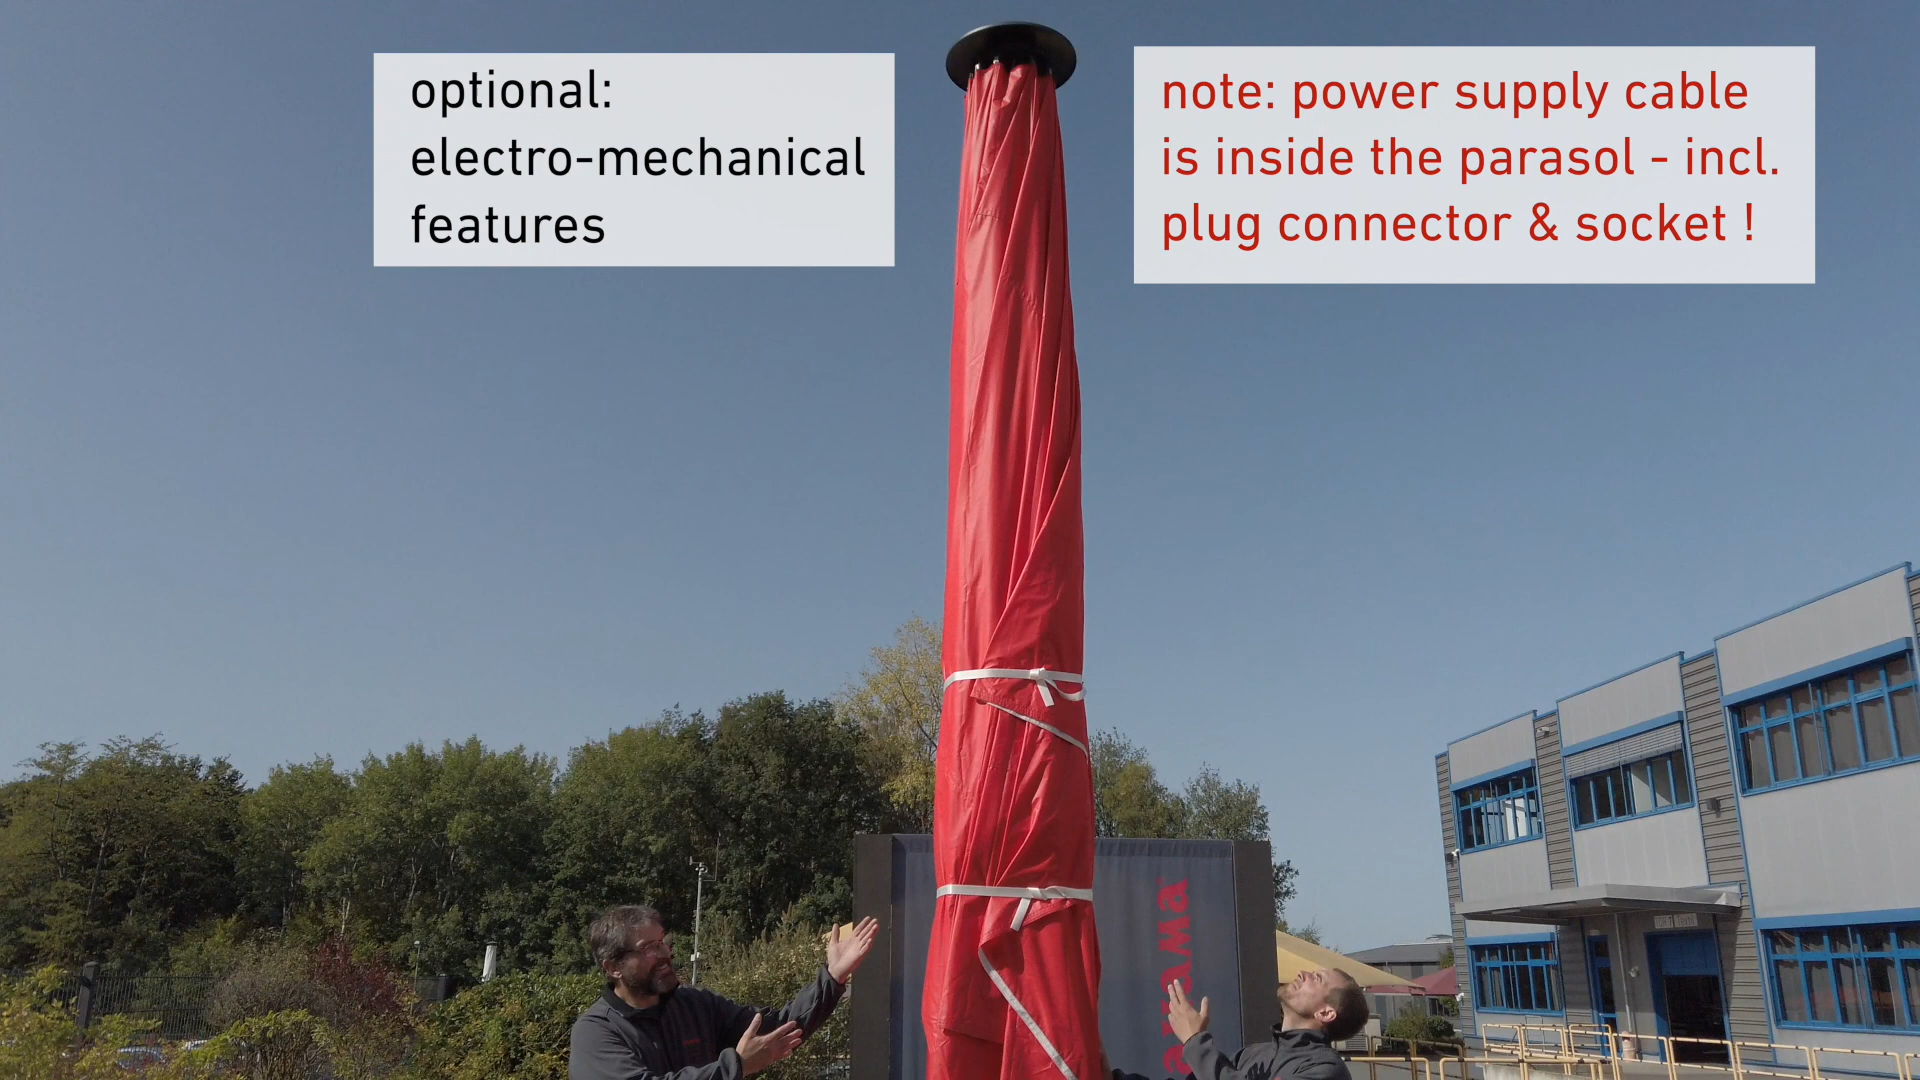 optional:
electro-mechanical
features
note: power supply cable
is inside the parasol - incl.
plug connector & socket !